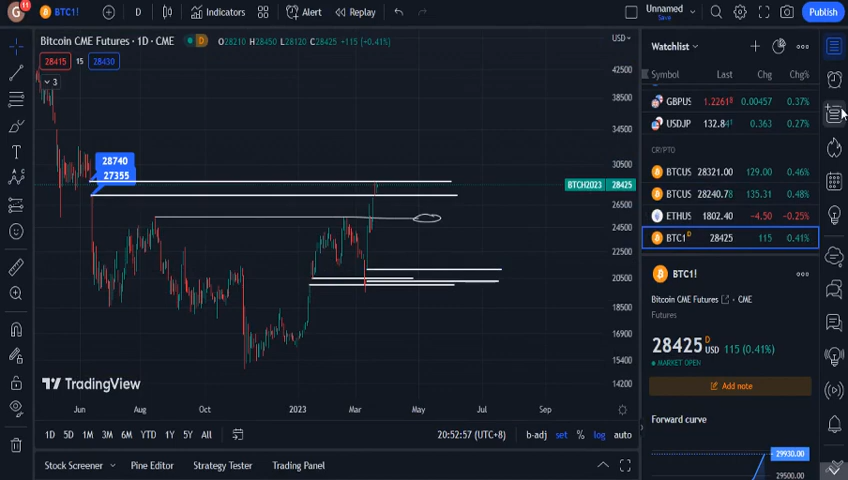 G
11
BTC1!
D
Indicators
Alert
Replay
Unnamed
Save
Publish
Bitcoin CME Futures · 1D · CME
D
O28210 H28450 L28120 C28425 +115 (+0.41%)
USD
28415 15 28430
3
28740
27355
42500
38500
34500
30500
BTCH2023 28425
26500
24500
22500
20500
18500
16900
15400
14200
TradingView
Jun Aug Oct 2023 Mar May Jul Sep
1D 5D 1M 3M 6M YTD 1Y 5Y All
20:52:57 (UTC+8)
b-adj set % log auto
Stock Screener
Pine Editor
Strategy Tester
Trading Panel
Watchlist
Symbol Last Chg Chg%
GBPUS 1.2261 0.00457 0.37%
USDJP 132.84 0.363 0.27%
CRYPTO
BTCUS 28321.00 129.00 0.46%
BTCUS 28240.78 135.31 0.48%
ETHUS 1802.40 -4.50 -0.25%
BTC1 D 28425 115 0.41%
BTC1!
Bitcoin CME Futures CME
Futures
28425 D USD 115 (0.41%)
MARKET OPEN
Add note
Forward curve
29930.00
29500.00